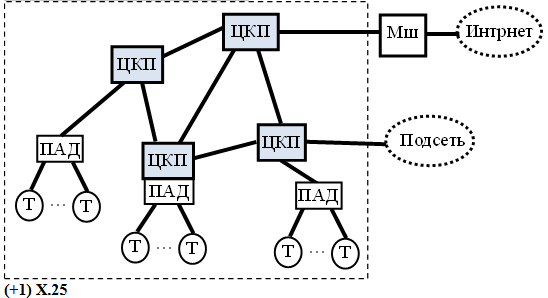 ЦКП
Мш
Интрнет
ЦКП
ПАД
ЦКП
ПАД
ЦКП
Подсеть
ПАД
Т ... Т
Т ... Т
Т ... Т
(+1) X.25